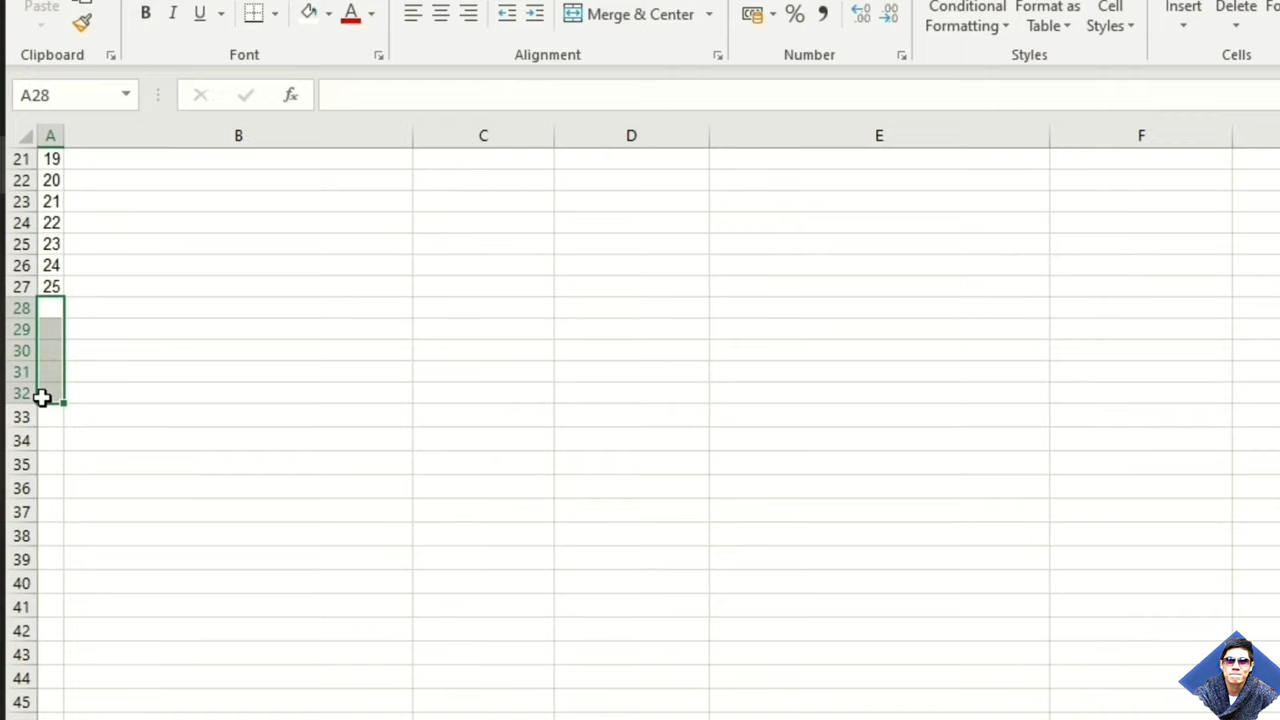 Paste
B I U A
Merge & Center
%
Conditional Formatting
Format as Table
Cell Styles
Insert
Delete
Fo
Clipboard
Font
Alignment
Number
Styles
Cells
A28
fx
A B C D E F
21 19
22 20
23 21
24 22
25 23
26 24
27 25
28
29
30
31
32
33
34
35
36
37
38
39
40
41
42
43
44
45